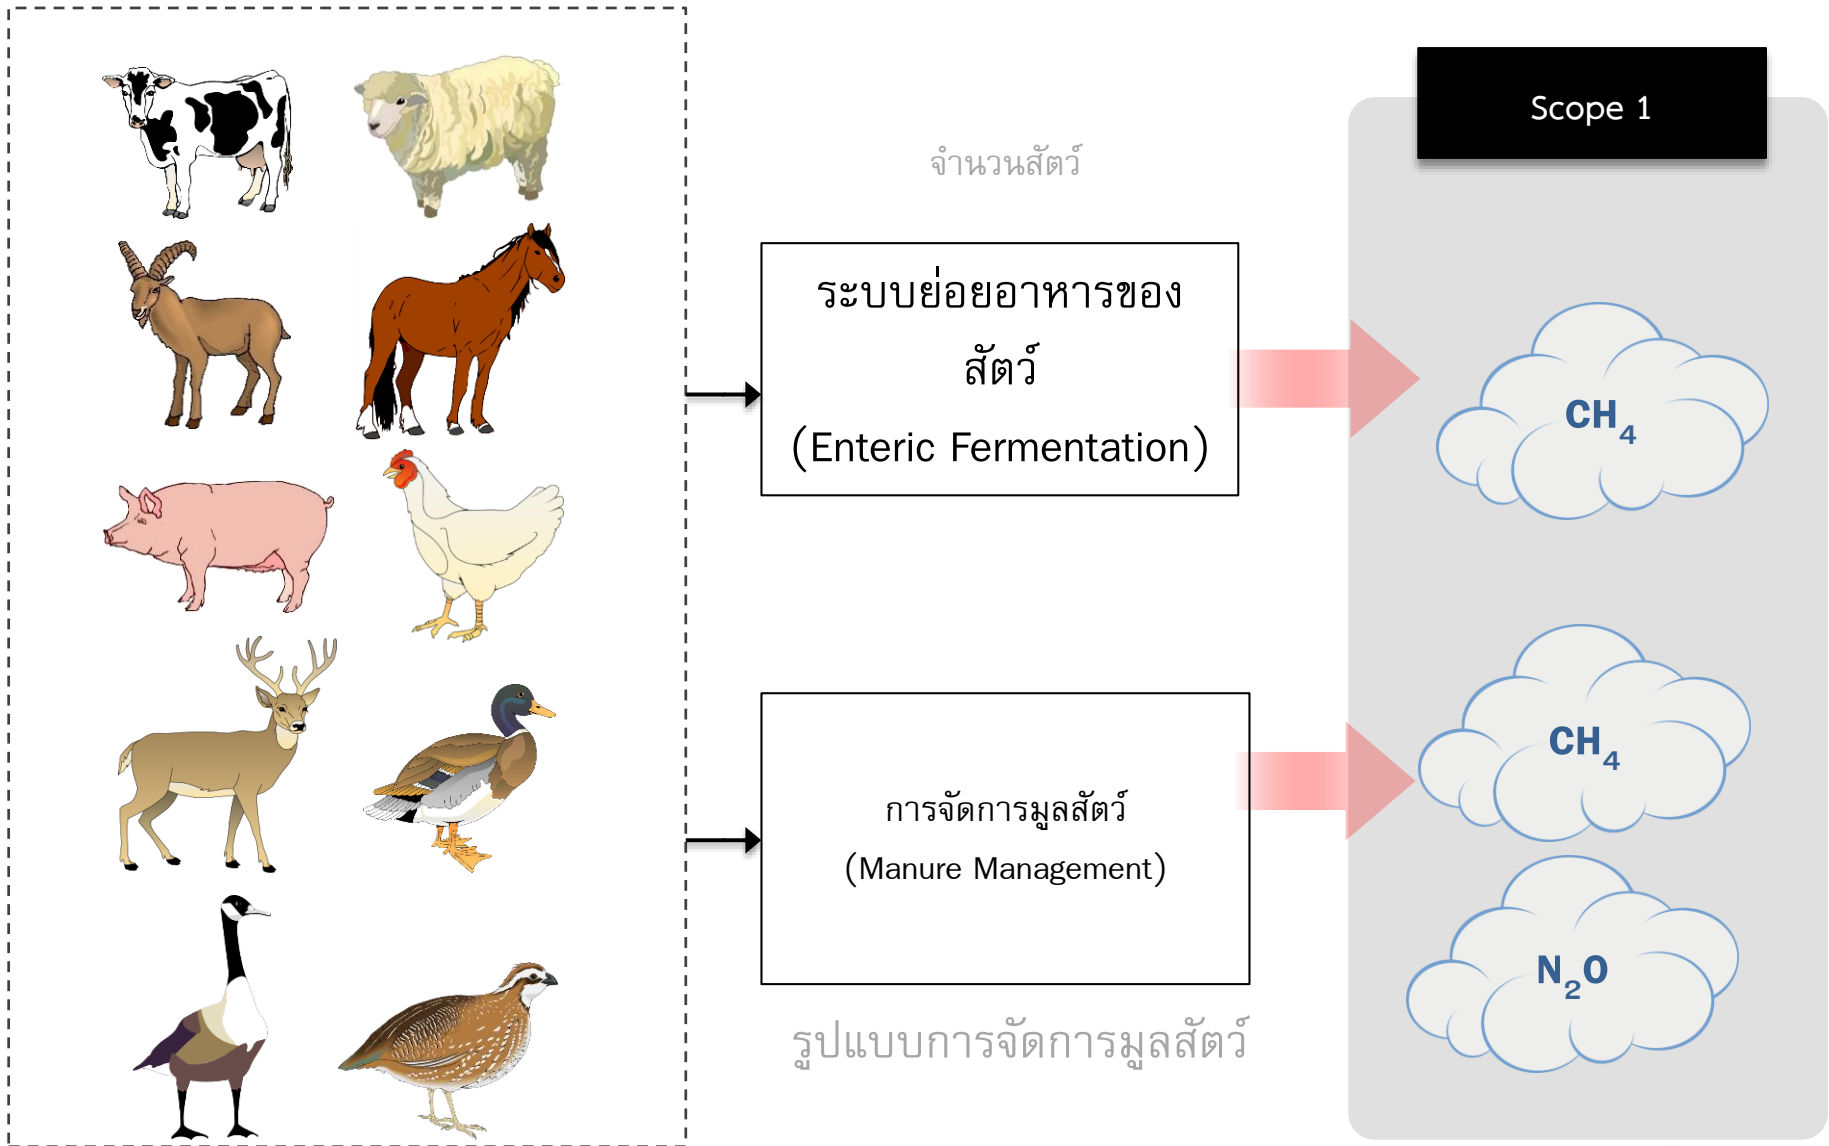 Scope 1
จำนวนสัตว์
ระบบย่อยอาหารของ
สัตว์
(Enteric Fermentation)
CH₄
การจัดการมูลสัตว์
(Manure Management)
CH₄
N₂O
รูปแบบการจัดการมูลสัตว์